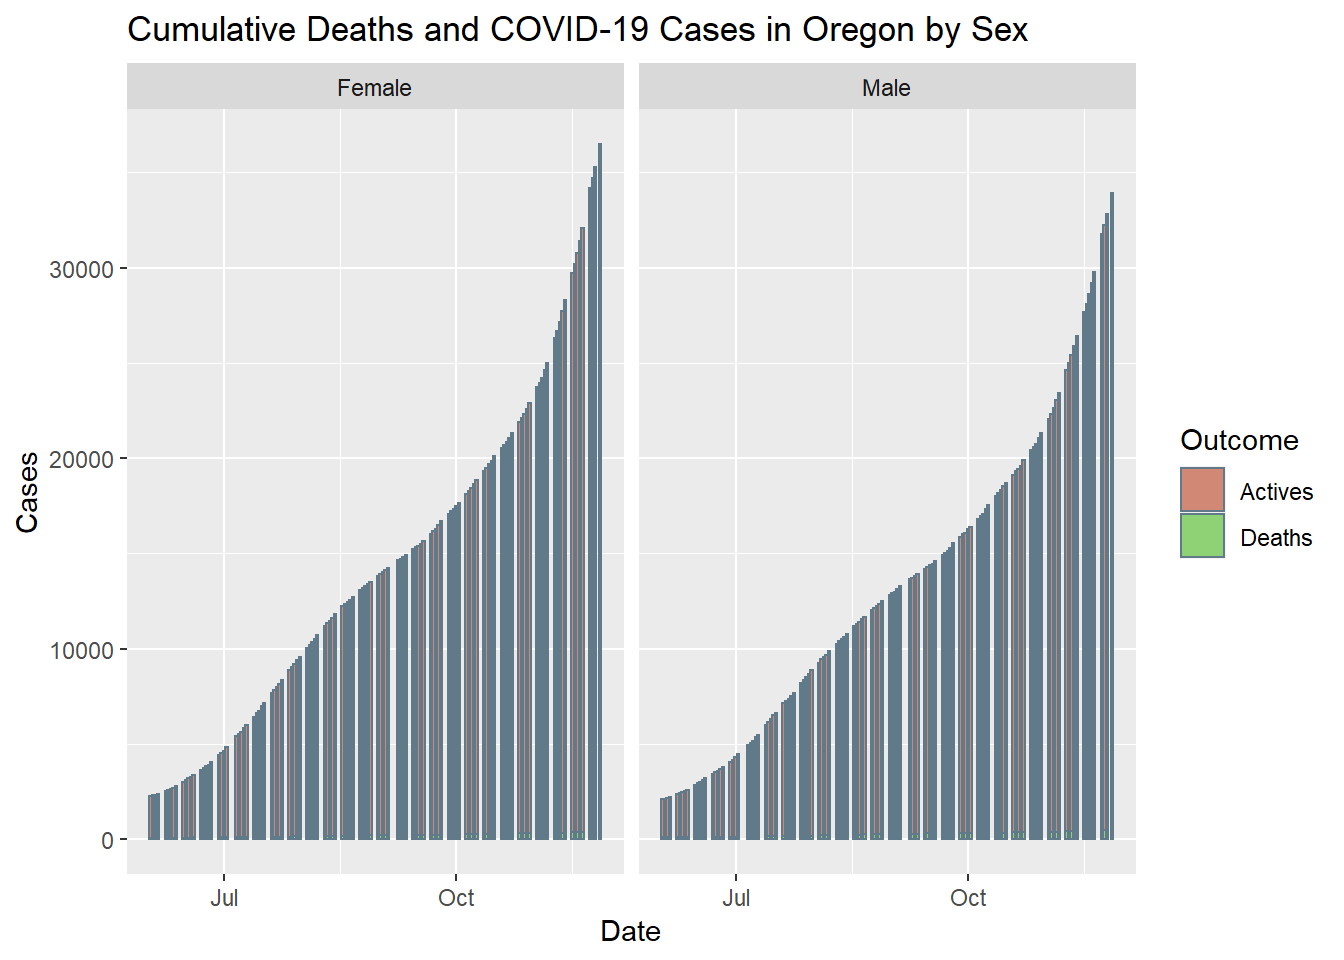 Cumulative Deaths and COVID-19 Cases in Oregon by Sex
Female
Male
Cases
30000
20000
10000
0
Jul
Oct
Jul
Oct
Date
Outcome
Actives
Deaths